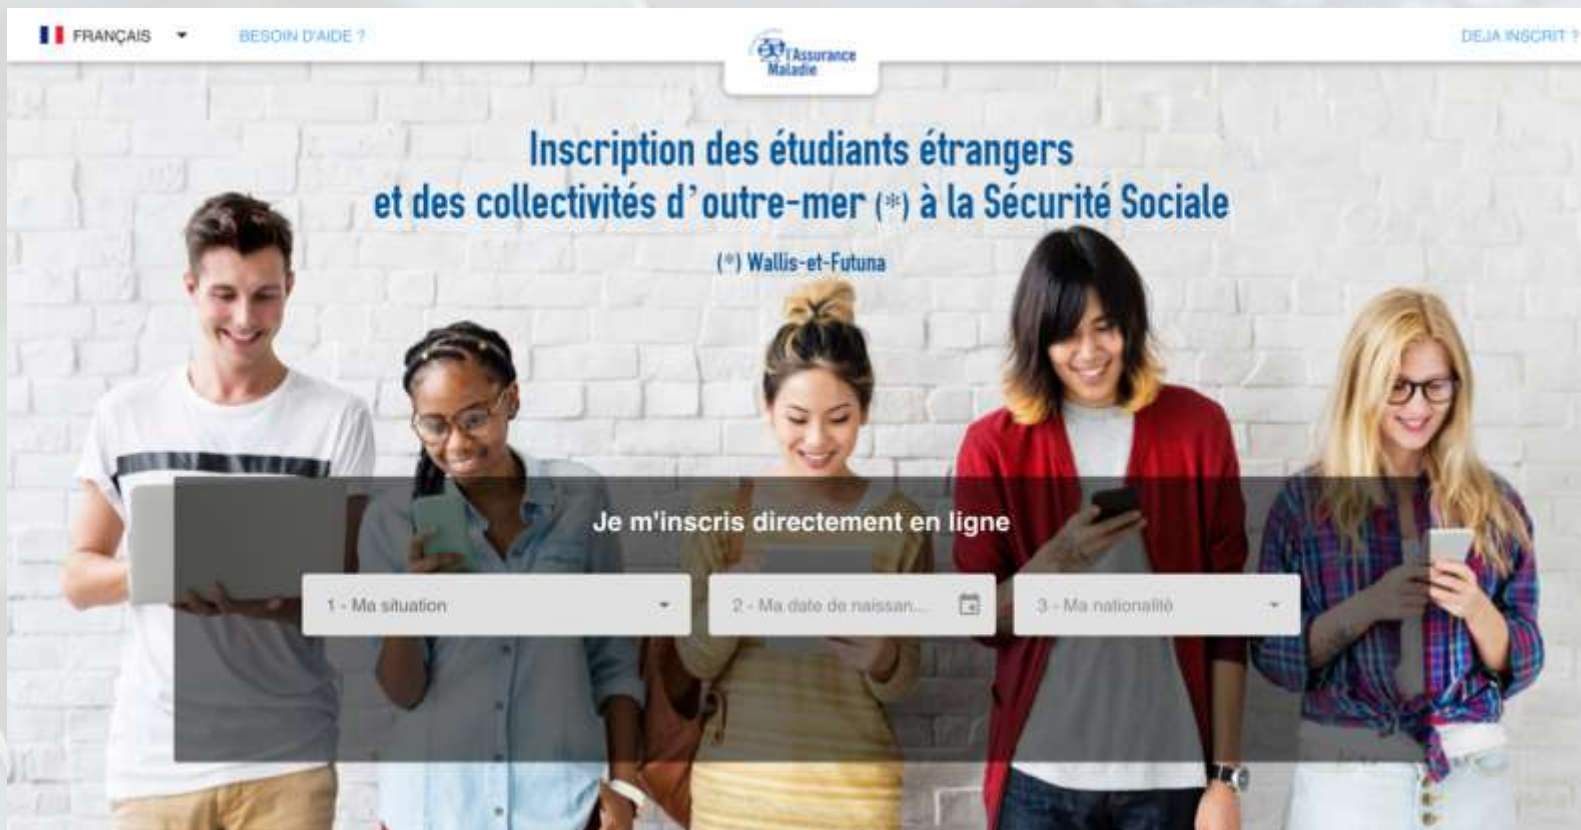 FRANÇAIS
BESOIN D'AIDE ?
l'Assurance
Maladie
DEJA INSCRIT ?
Inscription des étudiants étrangers
et des collectivités d'outre-mer (*) à la Sécurité Sociale
(*) Wallis-et-Futuna
Je m'inscris directement en ligne
1 - Ma situation
2 - Ma date de naissan...
3 - Ma nationalité